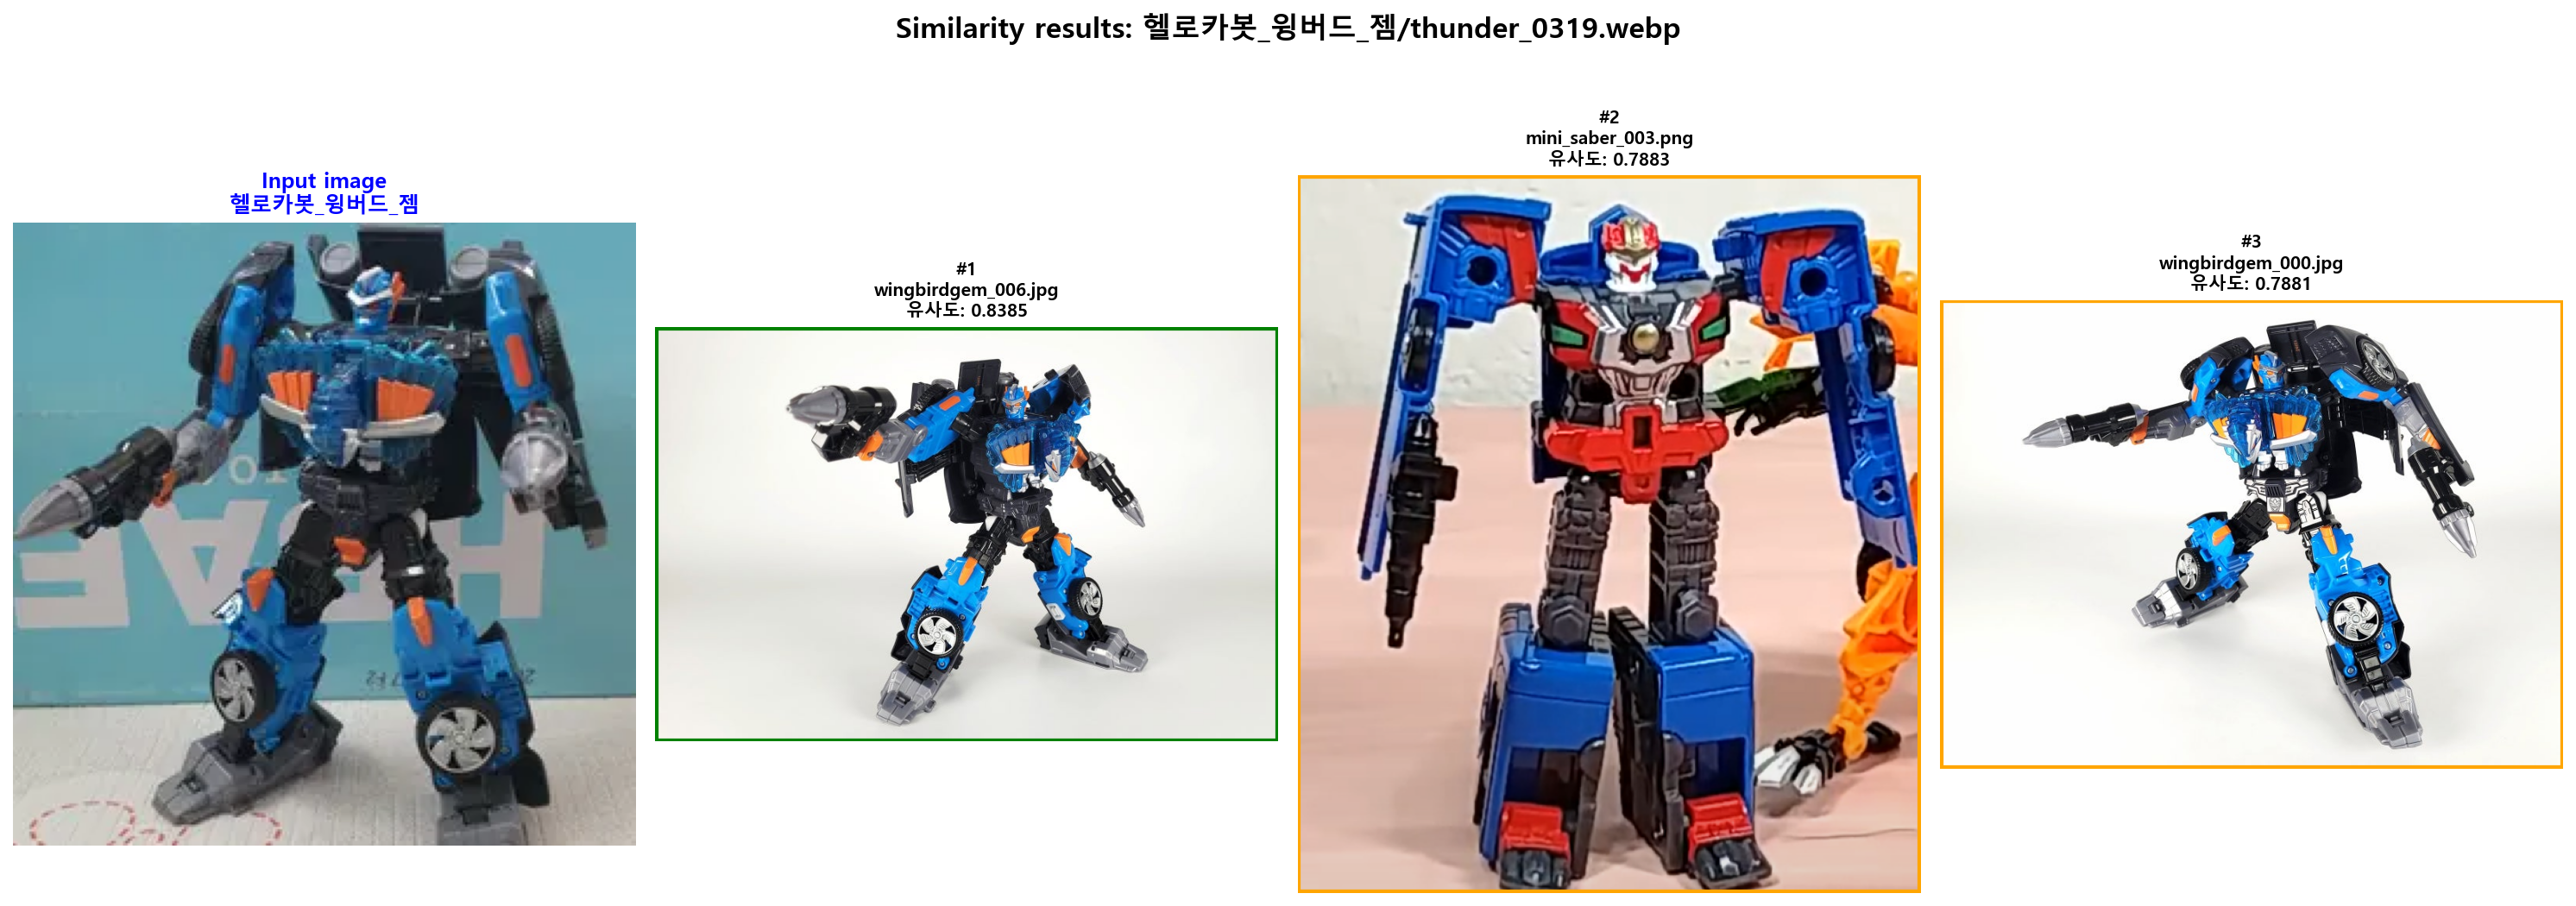 Similarity results: 헬로카봇_윙버드_젬/thunder_0319.webp
Input image
헬로카봇_윙버드_젬
#1
wingbirdgem_006.jpg
유사도: 0.8385
#2
mini_saber_003.png
유사도: 0.7883
#3
wingbirdgem_000.jpg
유사도: 0.7881